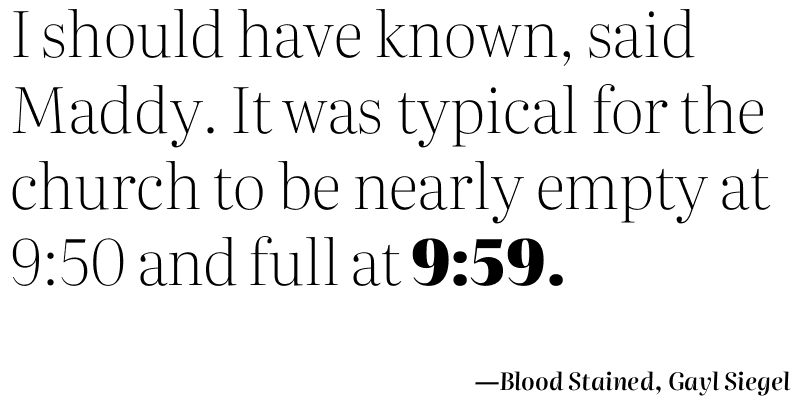 I should have known, said
Maddy. It was typical for the
church to be nearly empty at
9:50 and full at 9:59.
—Blood Stained, Gayl Siegel